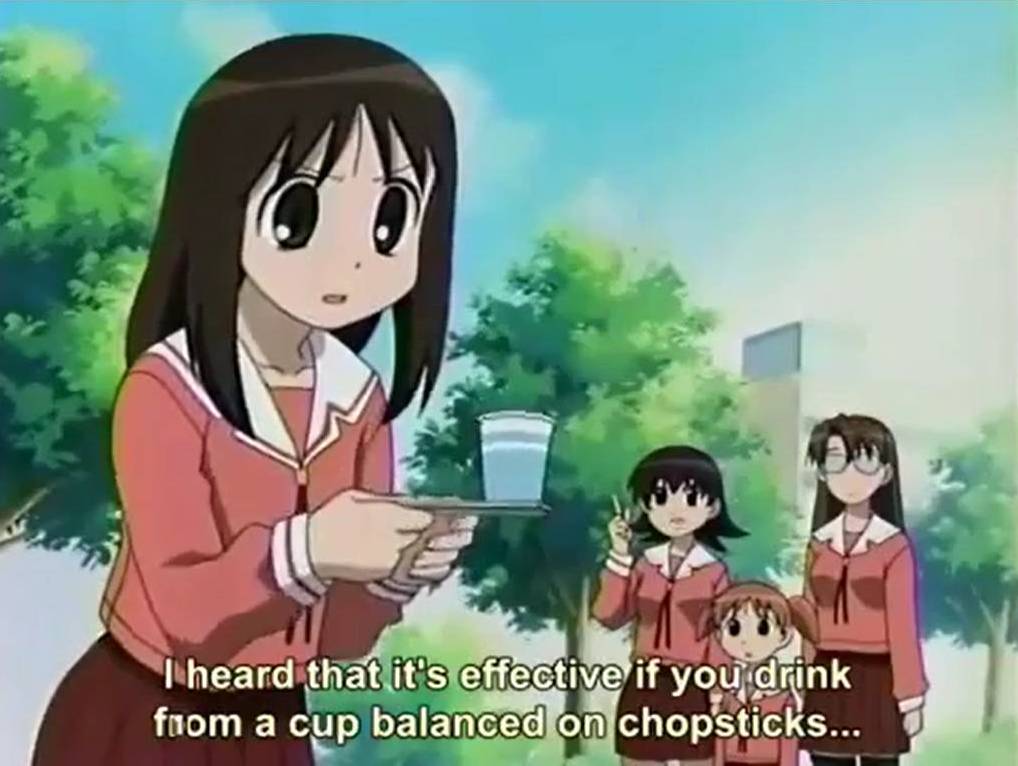 I heard that it's effective if you drink
from a cup balanced on chopsticks...